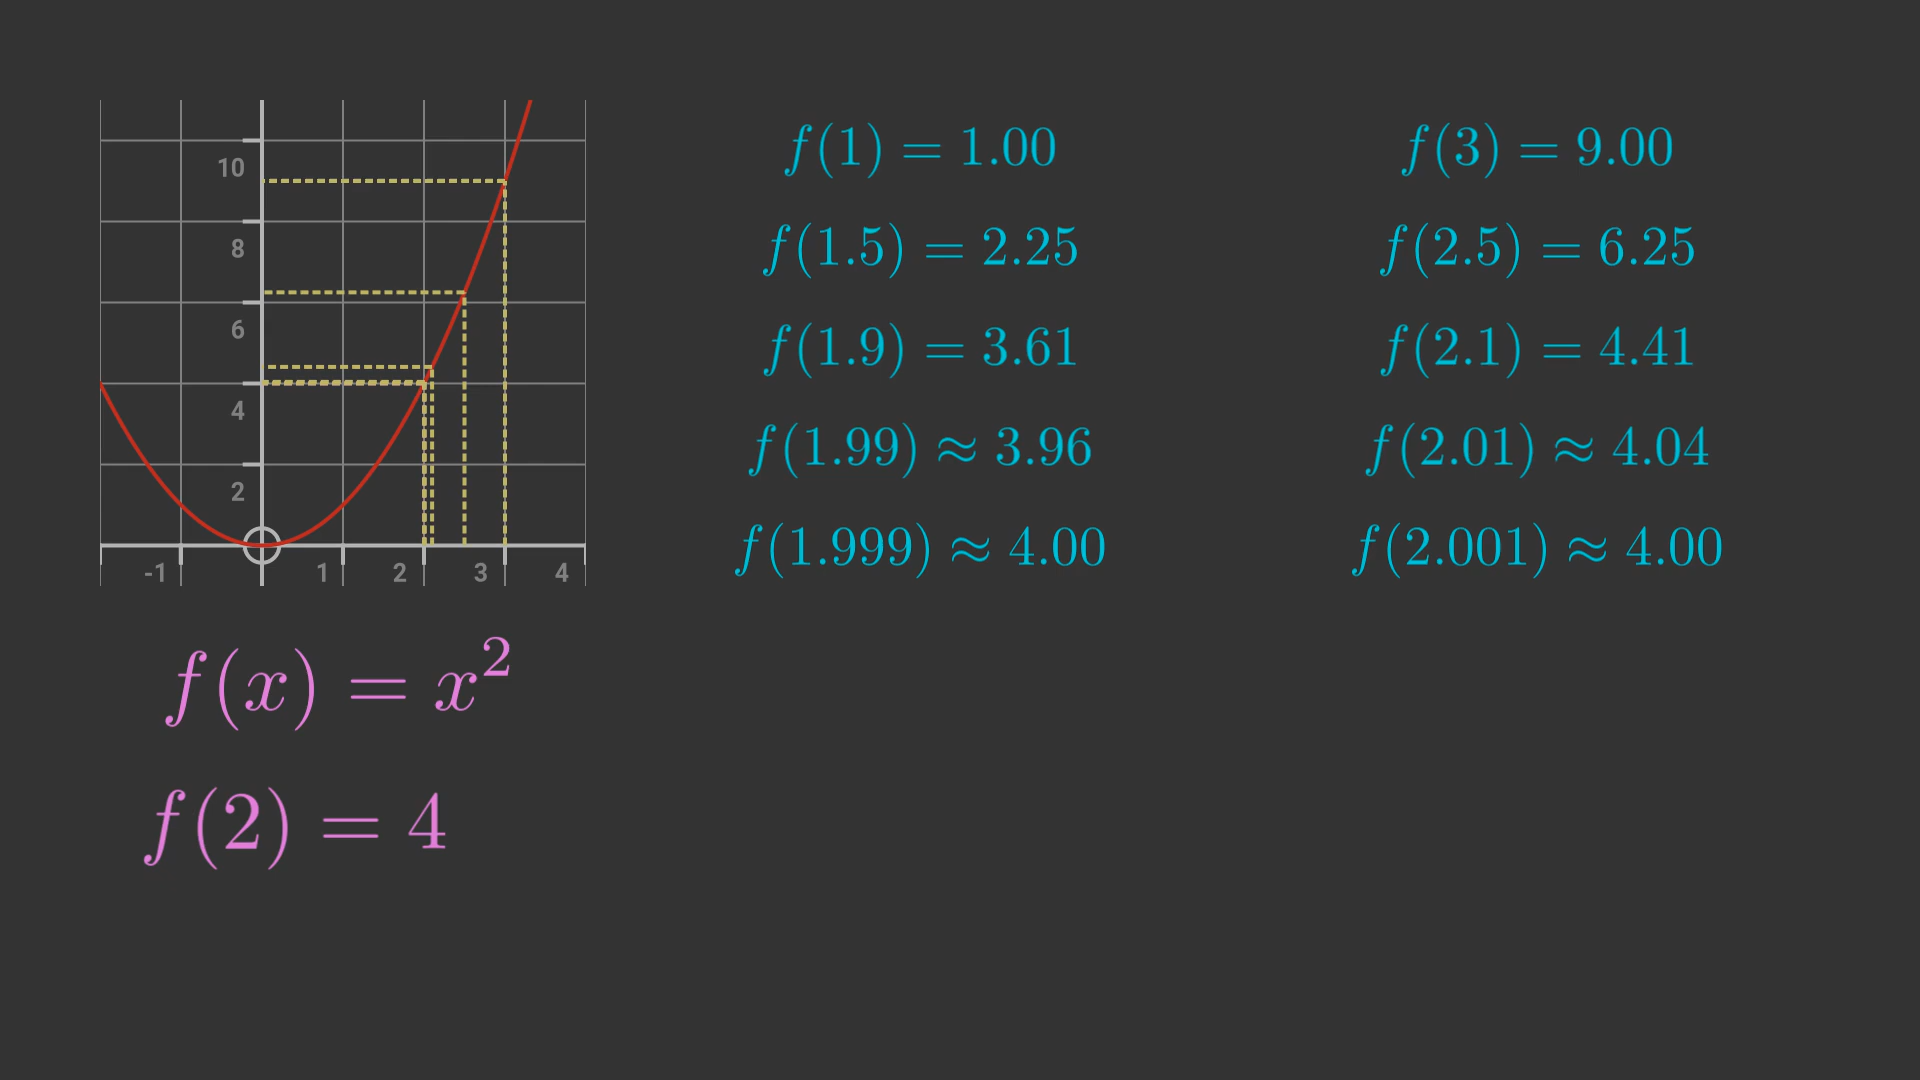 10
8
6
4
2
-1 1 2 3 4
f(x) = x²
f(2) = 4
f(1) = 1.00
f(1.5) = 2.25
f(1.9) = 3.61
f(1.99) ≈ 3.96
f(1.999) ≈ 4.00
f(3) = 9.00
f(2.5) = 6.25
f(2.1) = 4.41
f(2.01) ≈ 4.04
f(2.001) ≈ 4.00